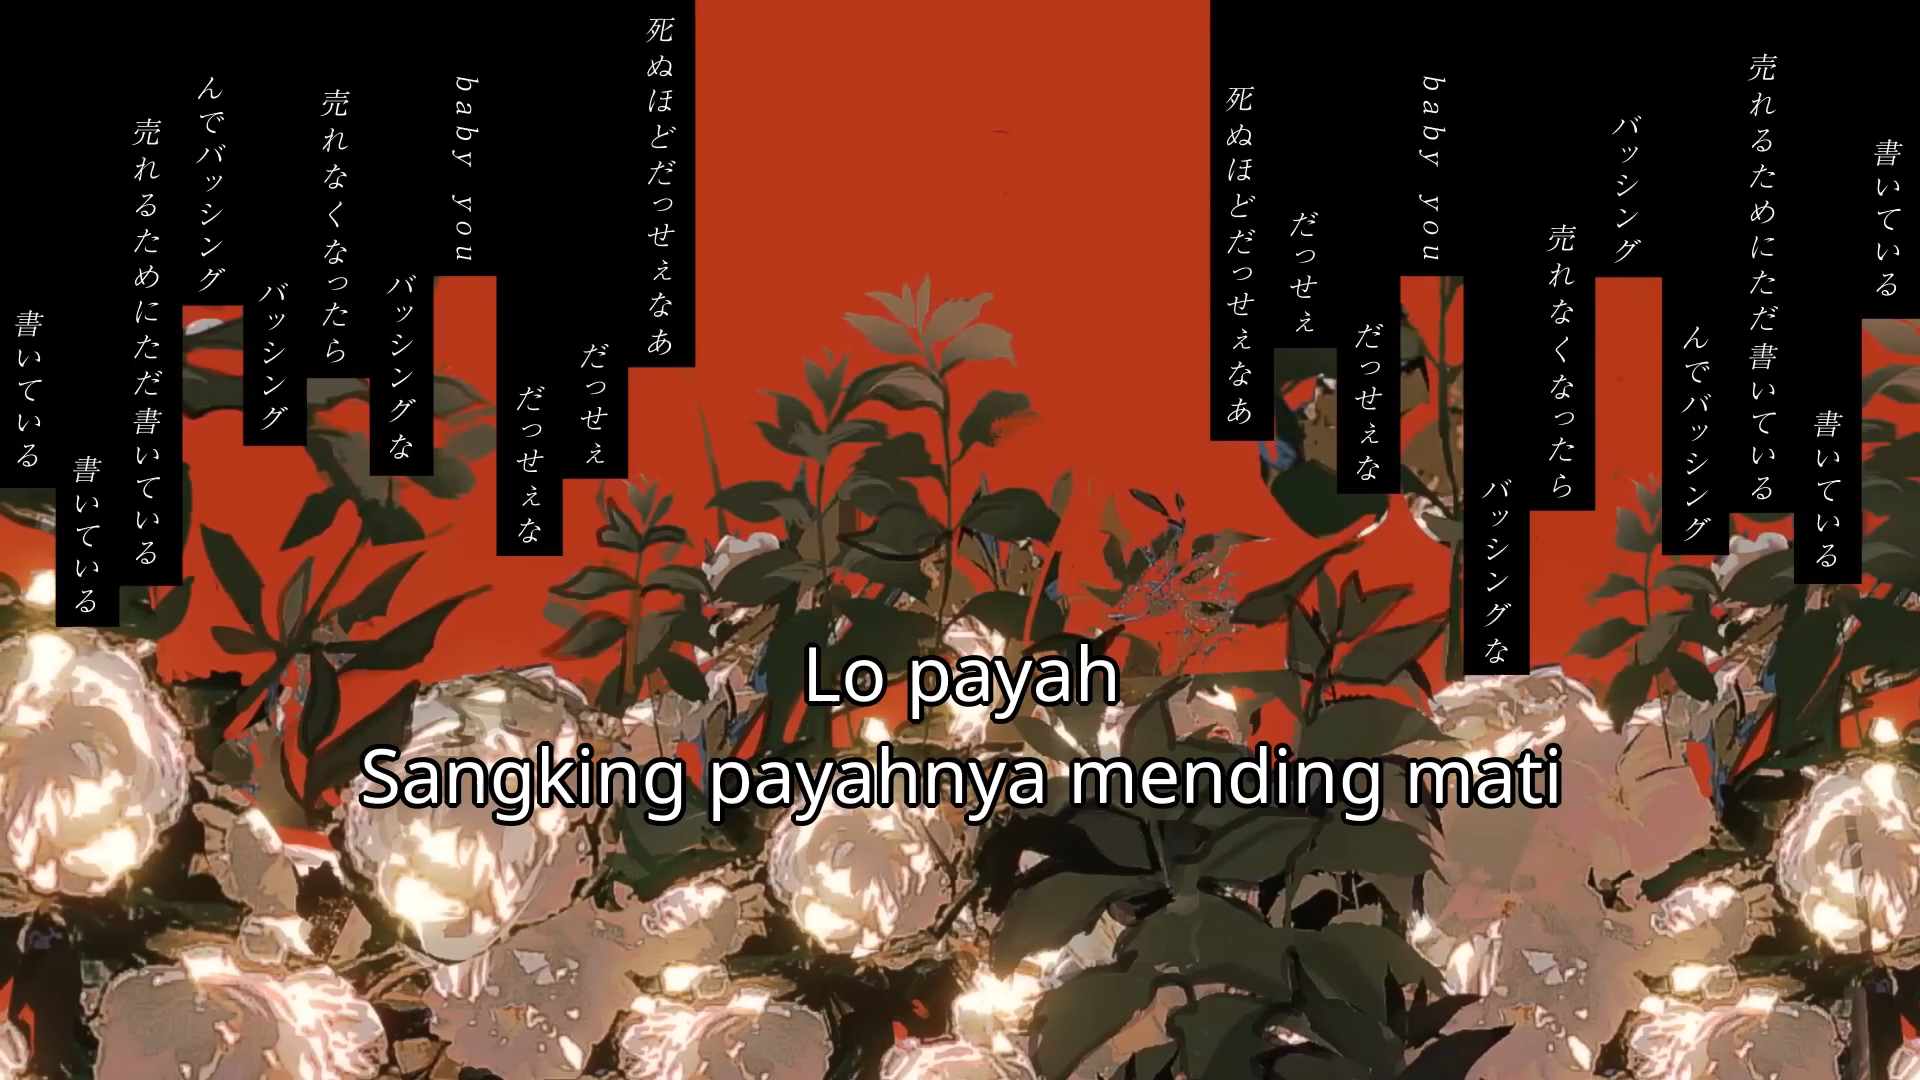 書いている
書いている
売れるためにただ書いている
んでバッシング
バッシング
売れなくなったら
バッシングな
baby you
だっせぇな
だっせぇ
死ぬほどだっせぇなあ
死ぬほどだっせぇなあ
だっせぇ
だっせぇな
baby you
バッシングな
売れなくなったら
バッシング
んでバッシング
売れるためにただ書いている
書いている
書いている
Lo payah
Sangking payahnya mending mati